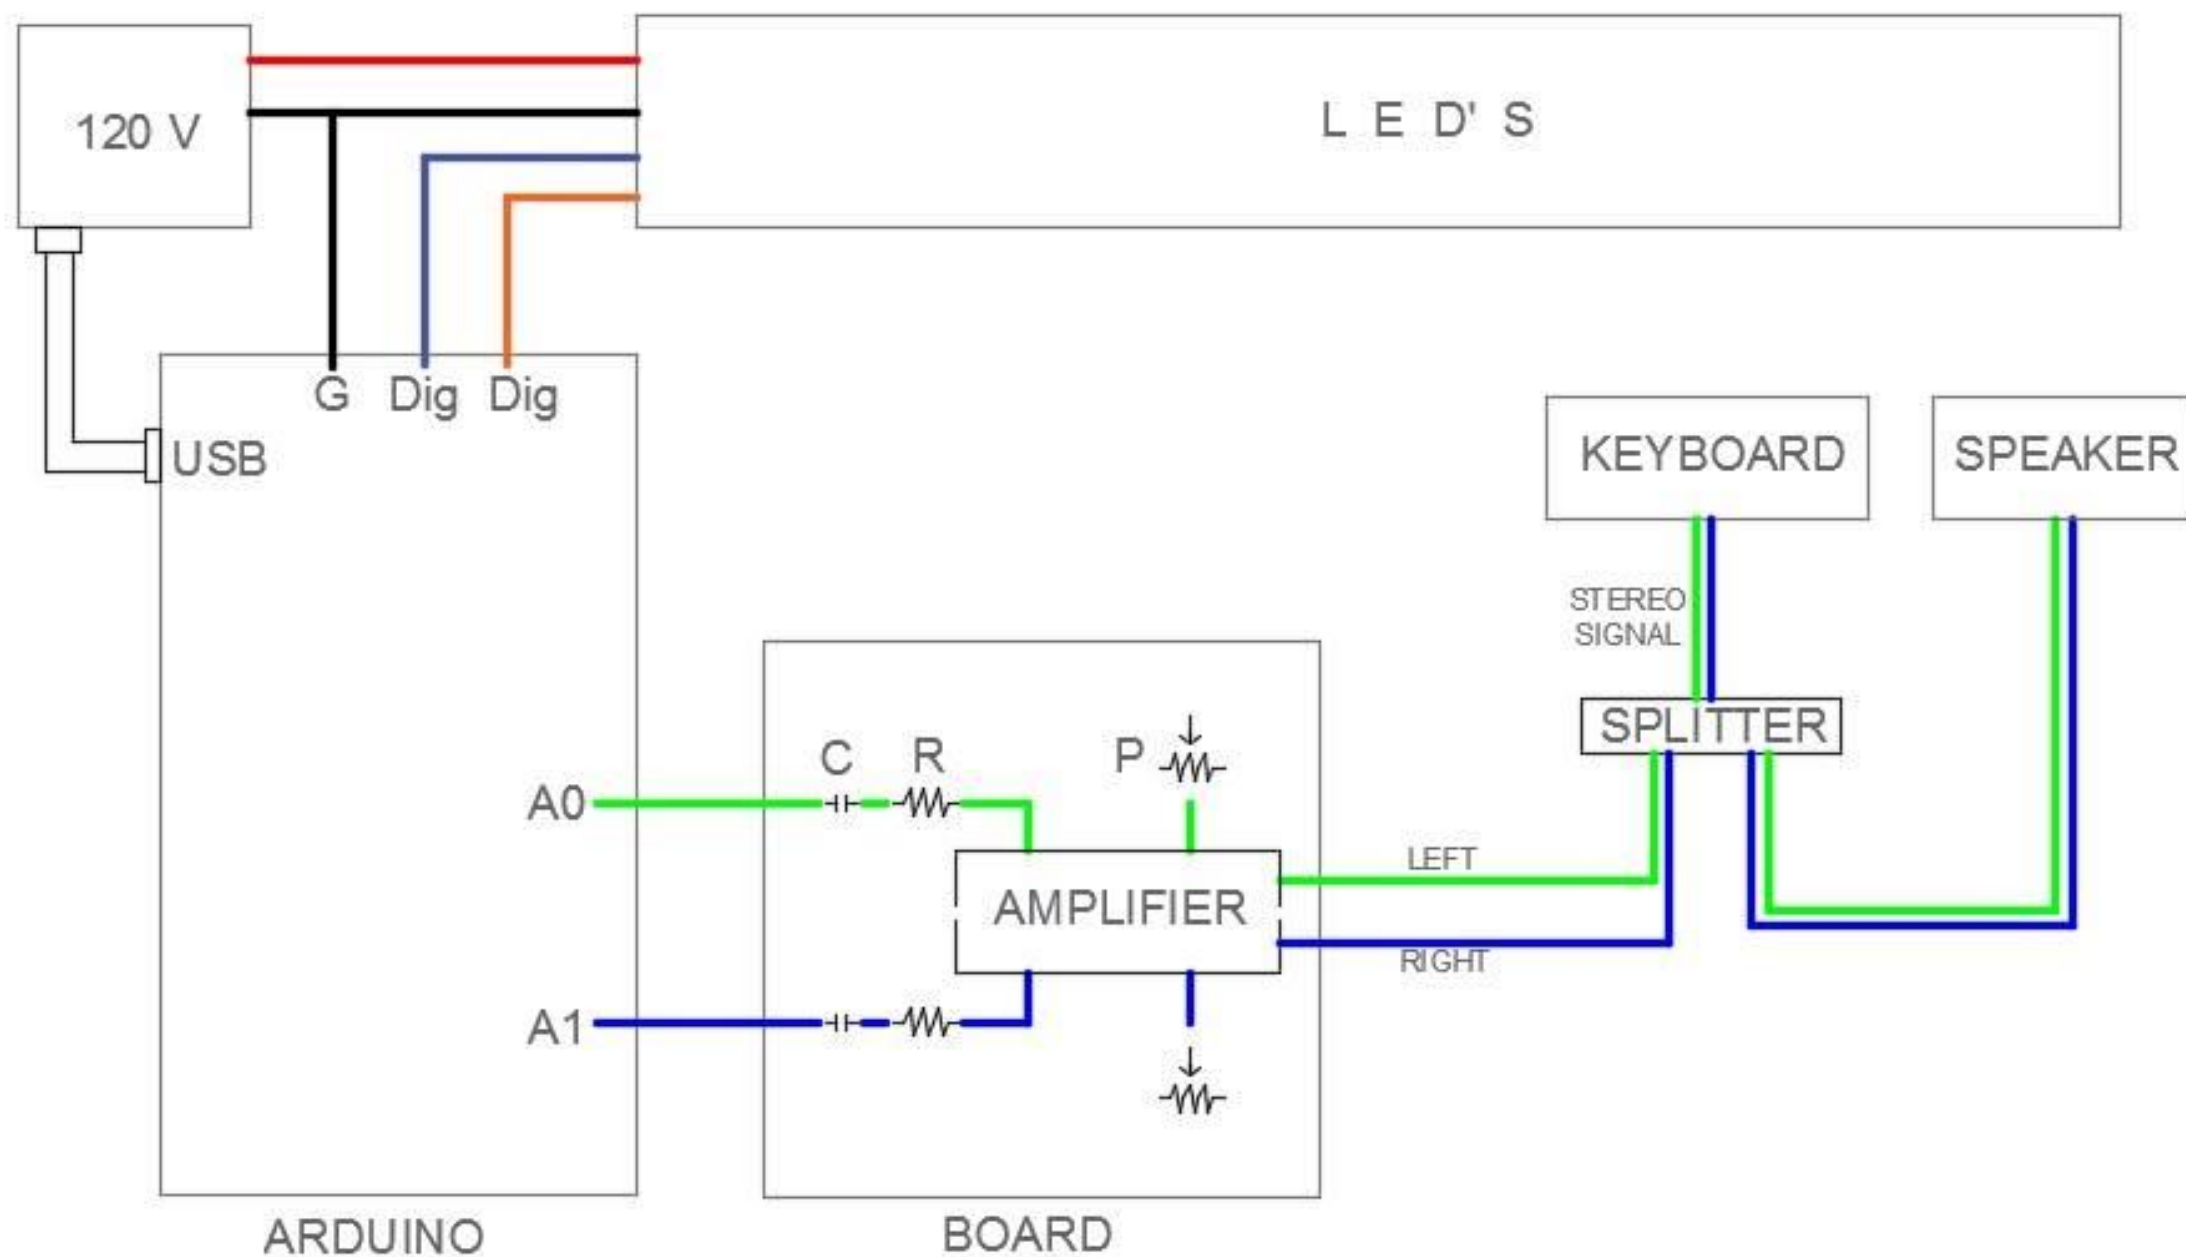 120 V
L E D' S
G Dig Dig
USB
KEYBOARD
SPEAKER
STEREO
SIGNAL
SPLITTER
C R P
A0
LEFT
AMPLIFIER
RIGHT
A1
ARDUINO
BOARD